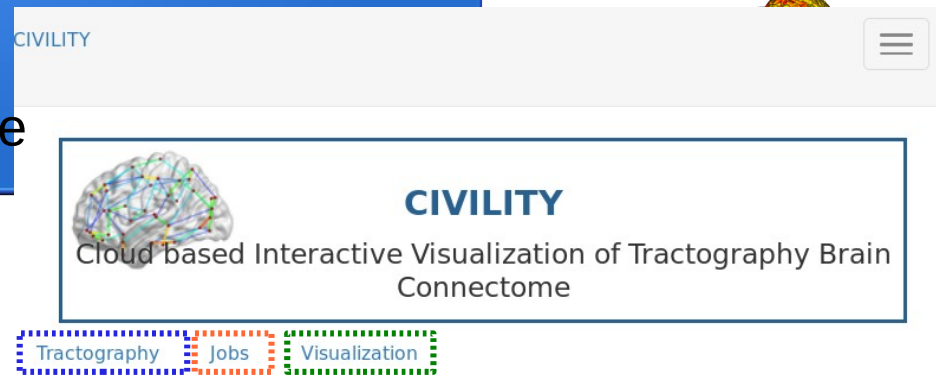 CIVILITY
e
CIVILITY
Cloud based Interactive Visualization of Tractography Brain
Connectome
Tractography Jobs Visualization